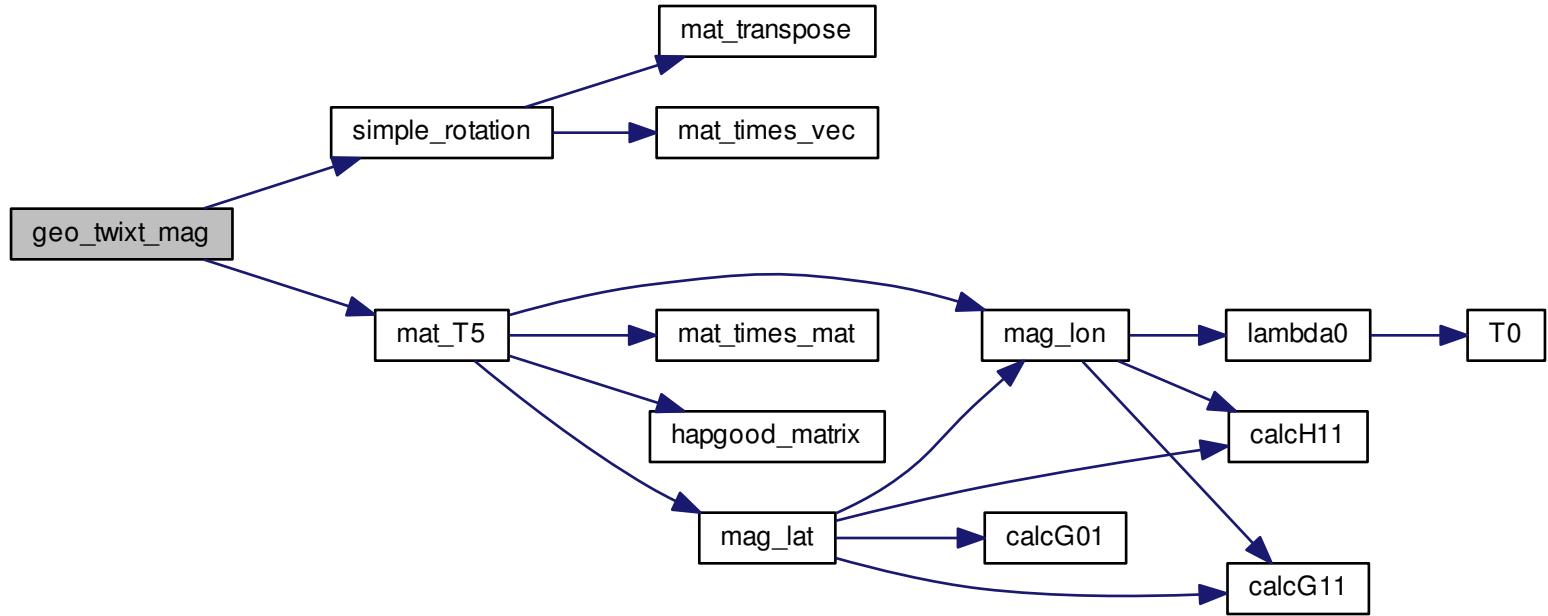 mat_transpose
simple_rotation
mat_times_vec
geo_twixt_mag
mat_T5
mat_times_mat
mag_lon
lambda0
T0
hapgood_matrix
calcH11
mag_lat
calcG01
calcG11